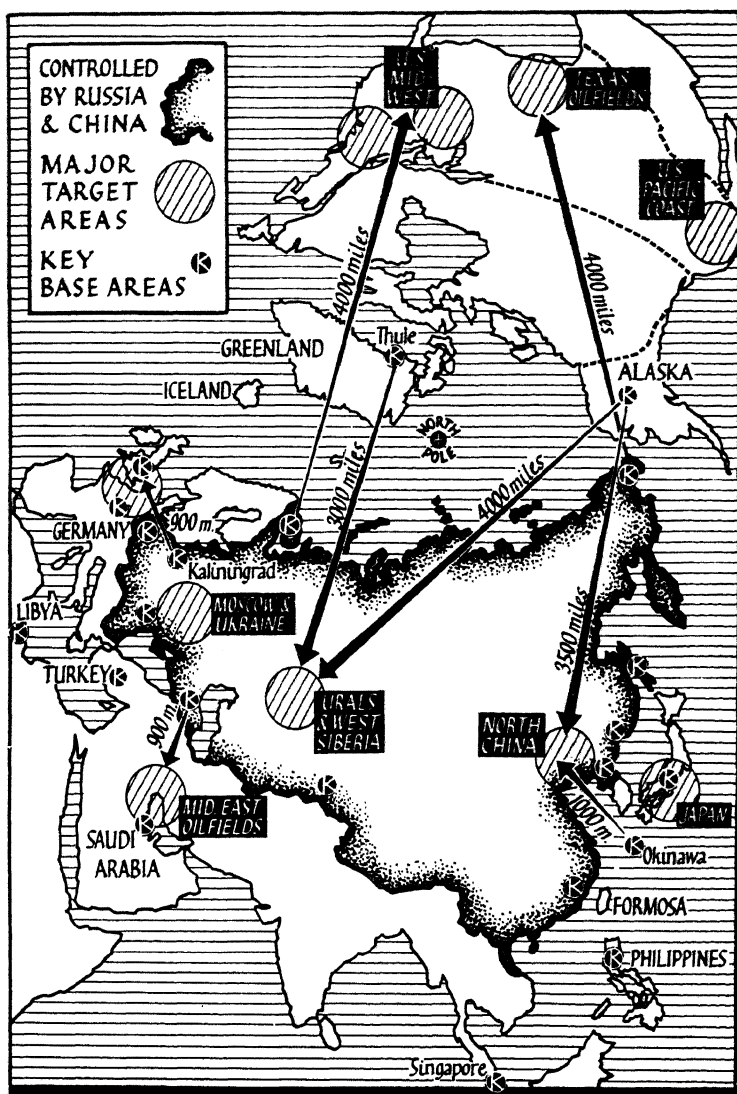 CONTROLLED
BY RUSSIA
& CHINA
MAJOR
TARGET
AREAS
KEY
BASE AREAS
K
U.S
MID
WEST
TEXAS
OILFIELDS
U.S
PACIFIC
COAST
4000 miles
4000 miles
GREENLAND
Thule
K
ICELAND
ALASKA
K
NORTH
POLE
3000 miles
4000 miles
K
K
K
GERMANY
K
900 m.
K
K
Kaliningrad
3500 miles
LIBYA
K
K
MOSCOW &
UKRAINE
K
TURKEY
K
K
900 m.
URALS
& WEST
SIBERIA
NORTH
CHINA
K
K
K
K
JAPAN
MID. EAST
OILFIELDS
K
1000 m.
Okinawa
K
SAUDI
ARABIA
K
K
FORMOSA
K
PHILIPPINES
Singapore
K